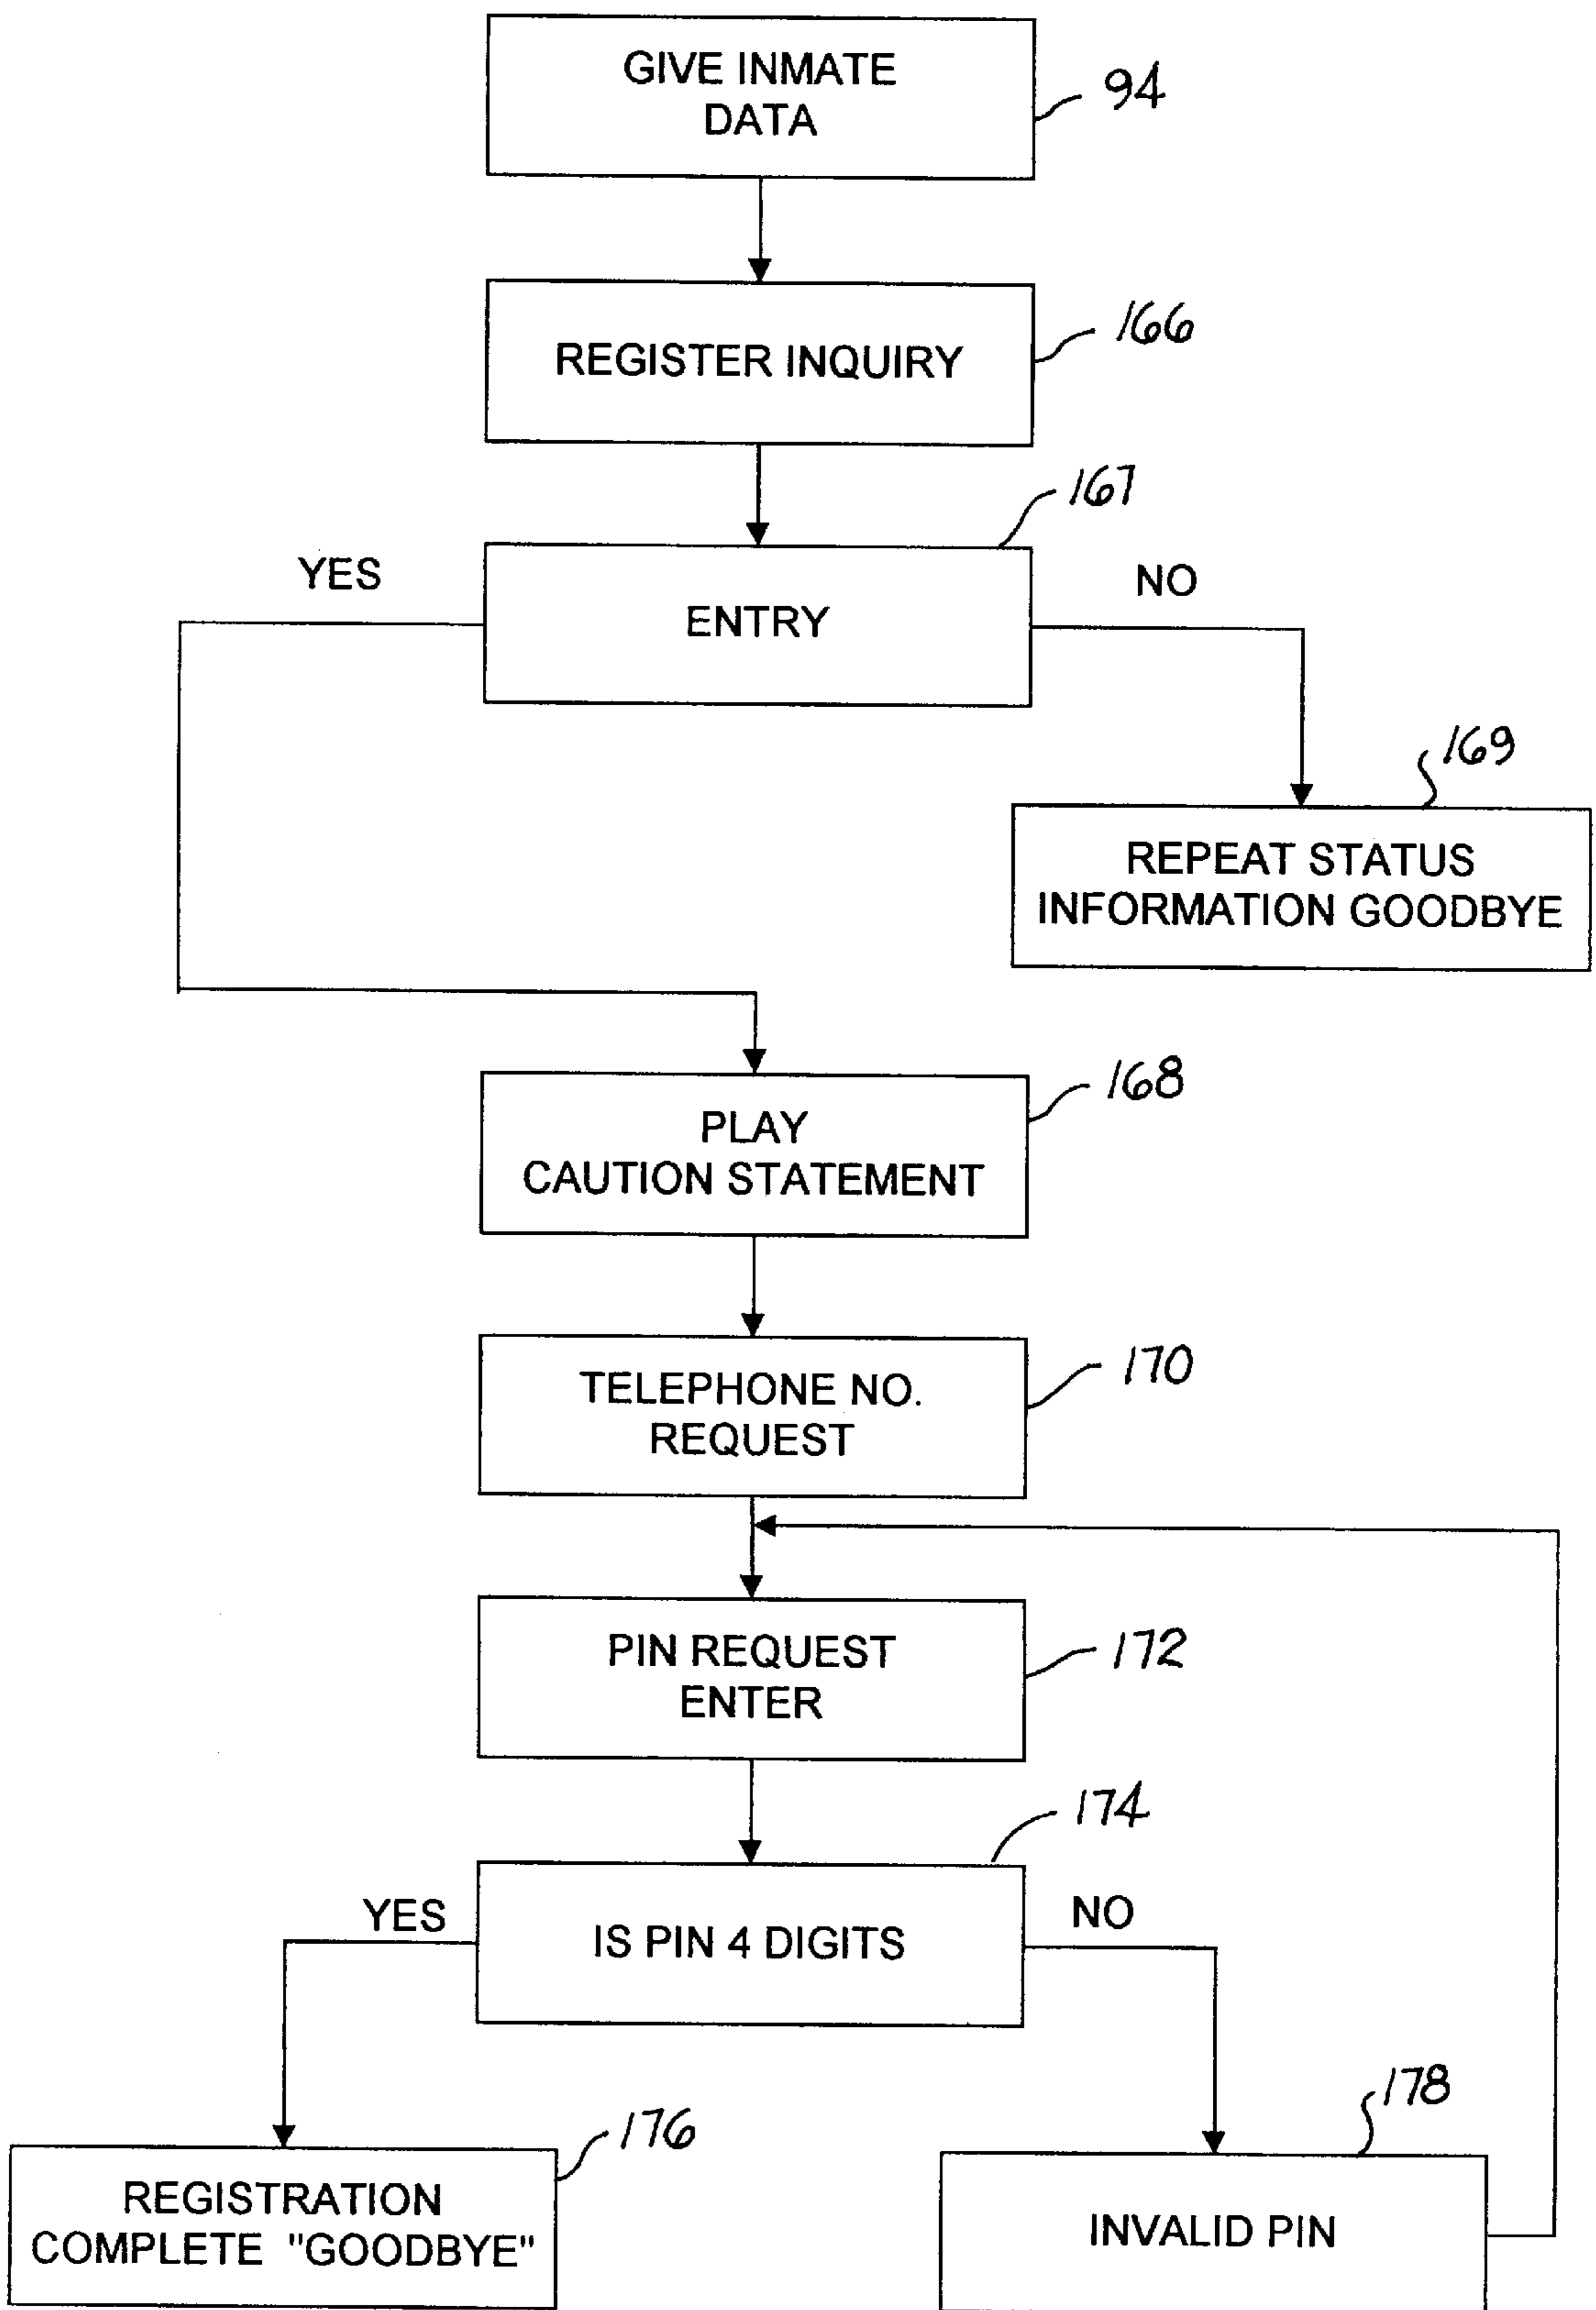 GIVE INMATE
DATA
94
REGISTER INQUIRY
166
167
YES
NO
ENTRY
169
REPEAT STATUS
INFORMATION GOODBYE
168
PLAY
CAUTION STATEMENT
170
TELEPHONE NO.
REQUEST
172
PIN REQUEST
ENTER
174
YES
NO
IS PIN 4 DIGITS
176
178
REGISTRATION
COMPLETE "GOODBYE"
INVALID PIN